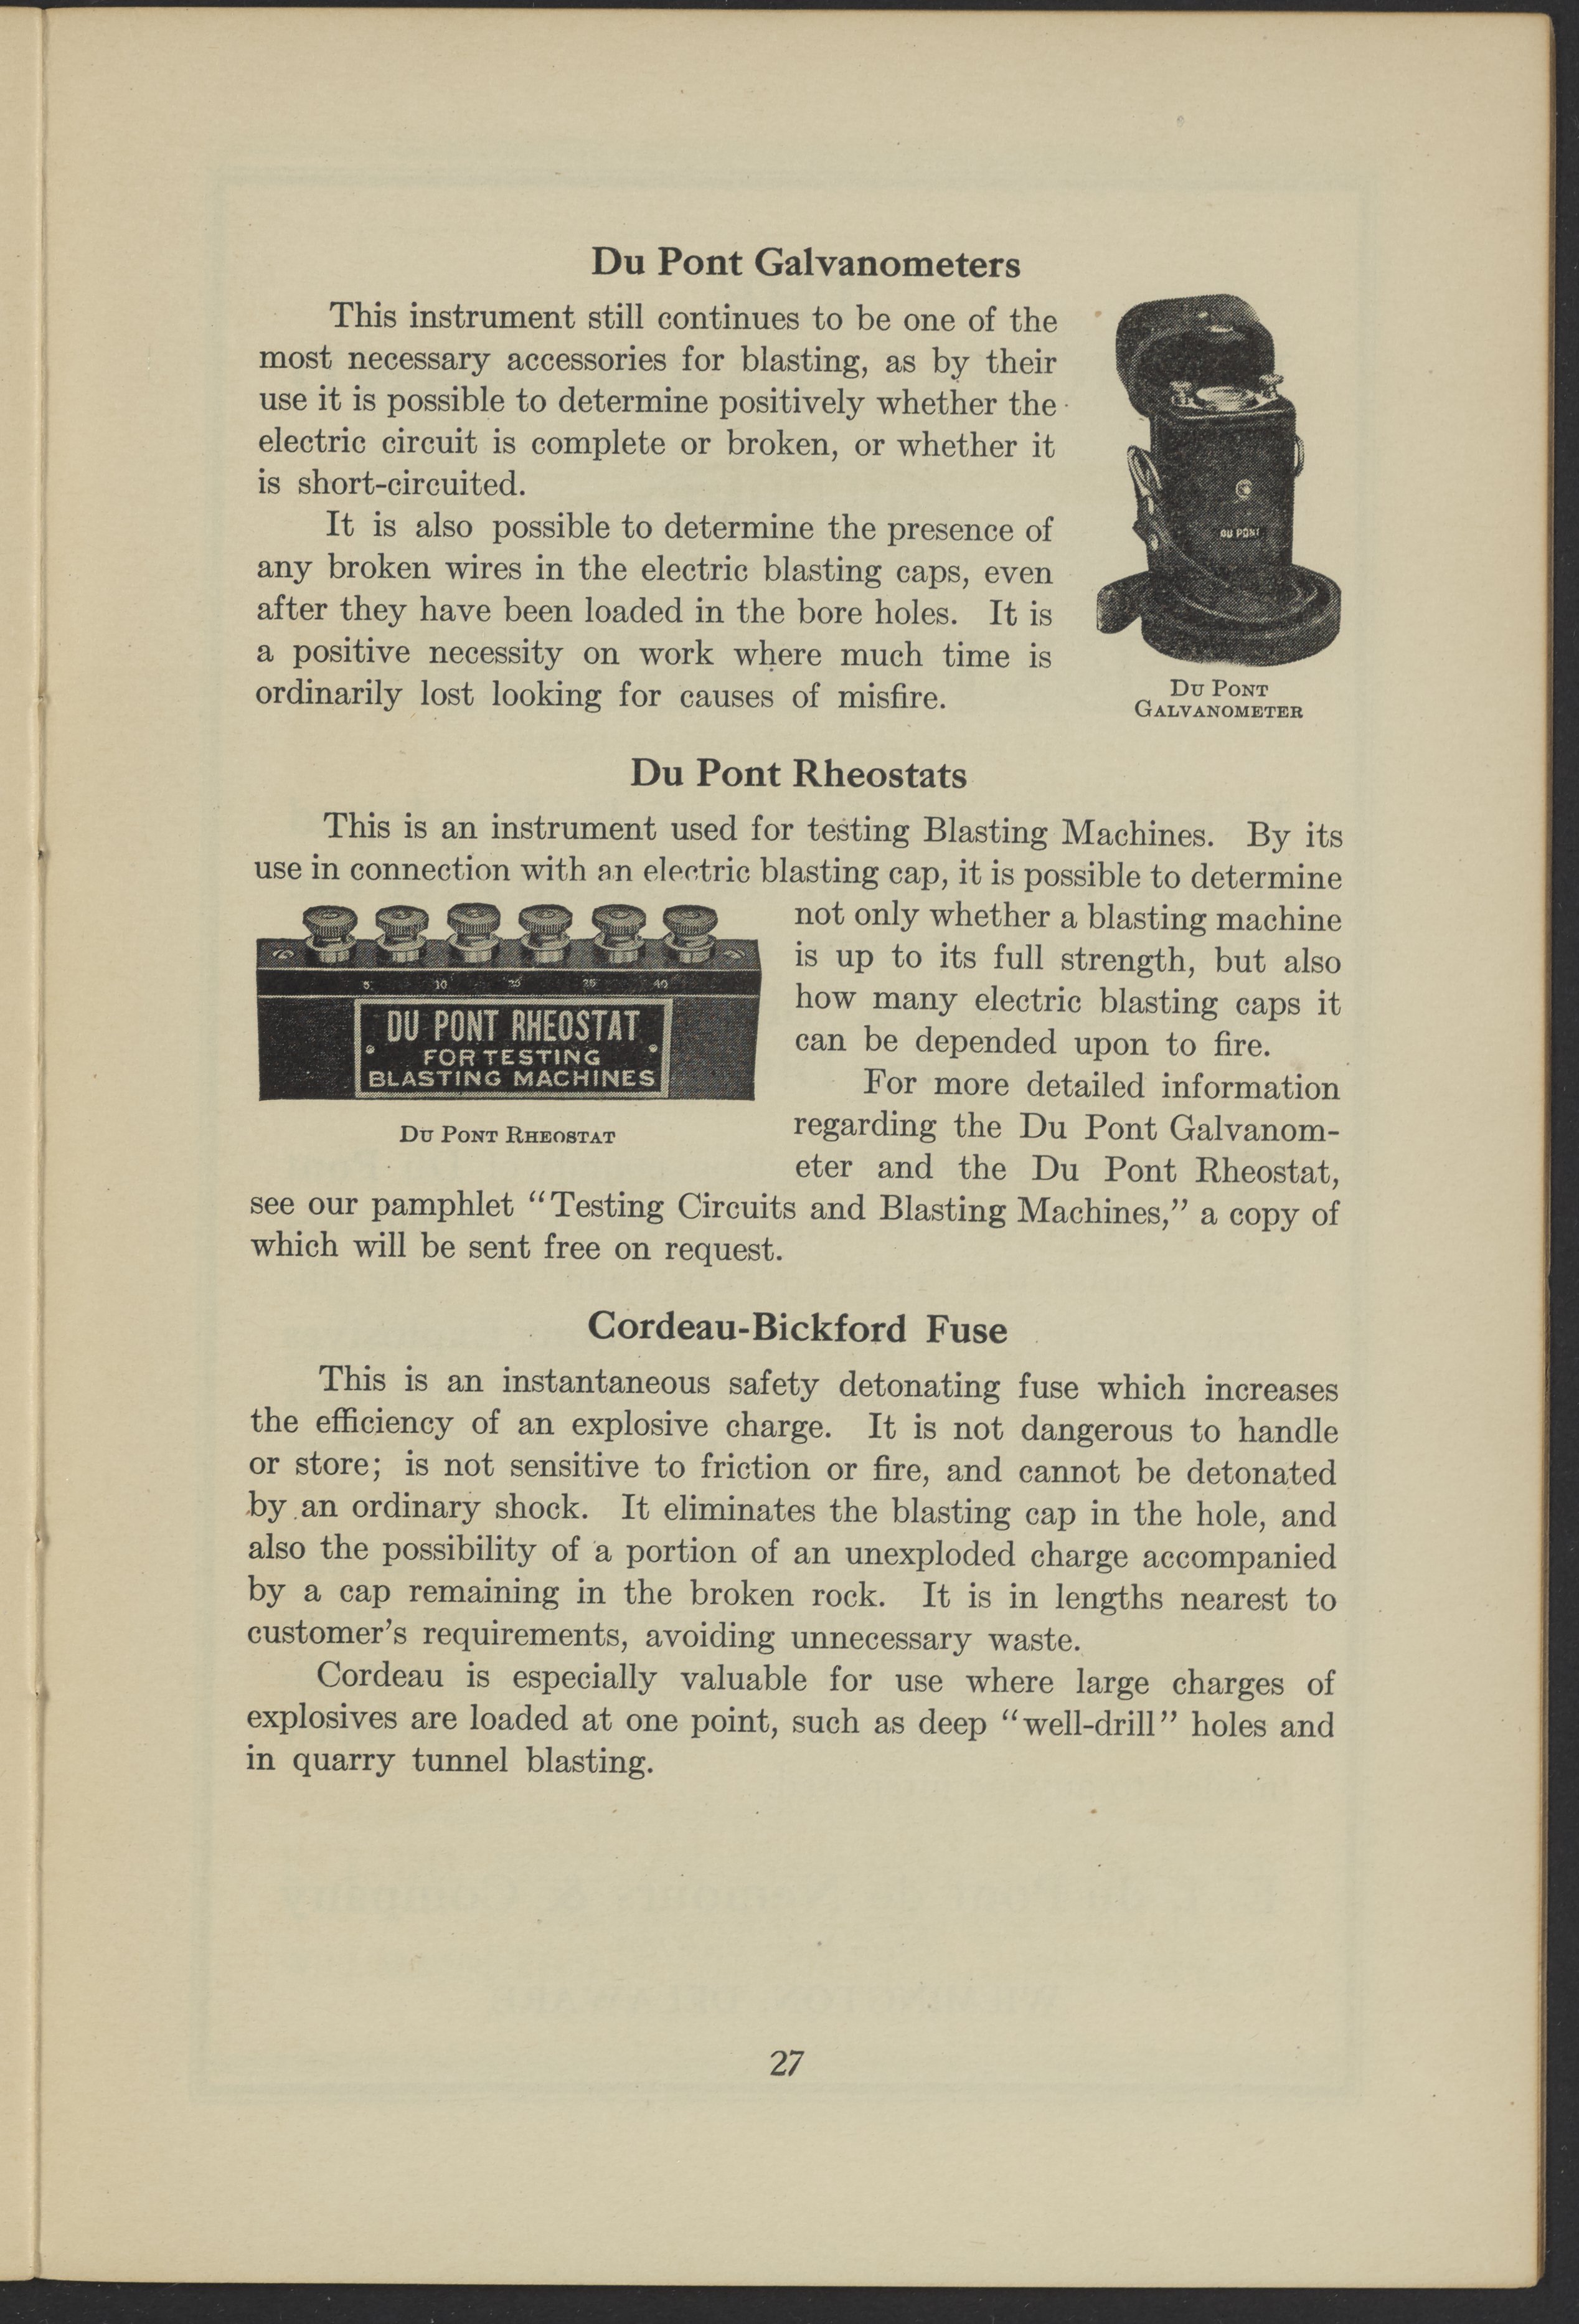 Du Pont Galvanometers
This instrument still continues to be one of the
most necessary accessories for blasting, as by their
use it is possible to determine positively whether the
electric circuit is complete or broken, or whether it
is short-circuited.
It is also possible to determine the presence of
any broken wires in the electric blasting caps, even
after they have been loaded in the bore holes. It is
a positive necessity on work where much time is
ordinarily lost looking for causes of misfire.
DU PONT
DU PONT
GALVANOMETER
Du Pont Rheostats
This is an instrument used for testing Blasting Machines. By its
use in connection with an electric blasting cap, it is possible to determine
not only whether a blasting machine
is up to its full strength, but also
how many electric blasting caps it
can be depended upon to fire.
For more detailed information
regarding the Du Pont Galvanom-
eter and the Du Pont Rheostat,
see our pamphlet “Testing Circuits and Blasting Machines,” a copy of
which will be sent free on request.
5 10 40
DU PONT RHEOSTAT
FOR TESTING
BLASTING MACHINES
DU PONT RHEOSTAT
Cordeau-Bickford Fuse
This is an instantaneous safety detonating fuse which increases
the efficiency of an explosive charge. It is not dangerous to handle
or store; is not sensitive to friction or fire, and cannot be detonated
by an ordinary shock. It eliminates the blasting cap in the hole, and
also the possibility of a portion of an unexploded charge accompanied
by a cap remaining in the broken rock. It is in lengths nearest to
customer’s requirements, avoiding unnecessary waste.
Cordeau is especially valuable for use where large charges of
explosives are loaded at one point, such as deep “well-drill” holes and
in quarry tunnel blasting.
27